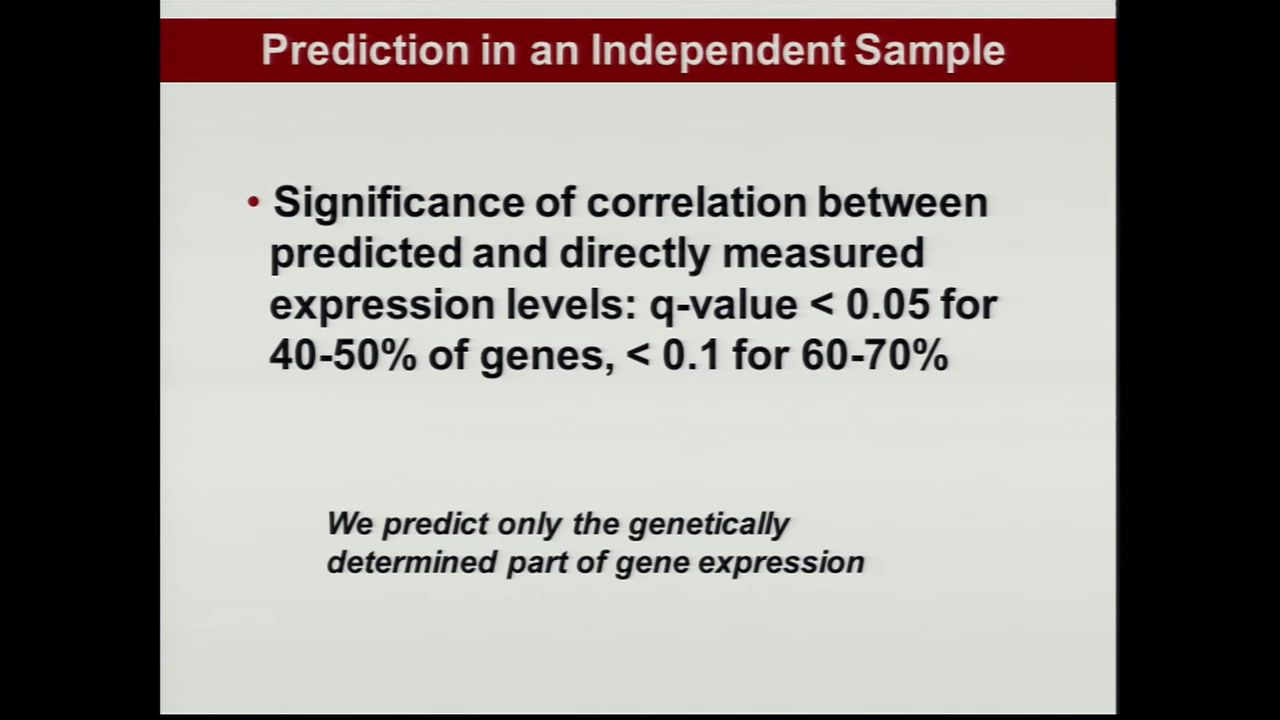 Prediction in an Independent Sample
• Significance of correlation between
predicted and directly measured
expression levels: q-value < 0.05 for
40-50% of genes, < 0.1 for 60-70%
We predict only the genetically
determined part of gene expression